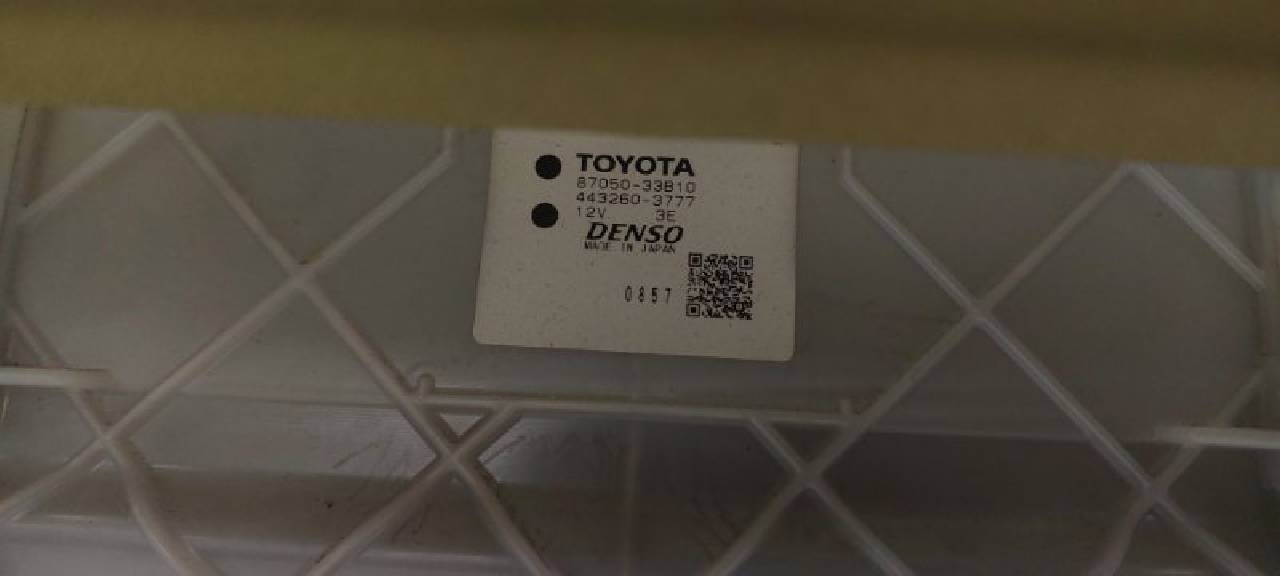 TOYOTA
87050-33B10
443260-3777
12V 3E
DENSO
MADE IN JAPAN
0857